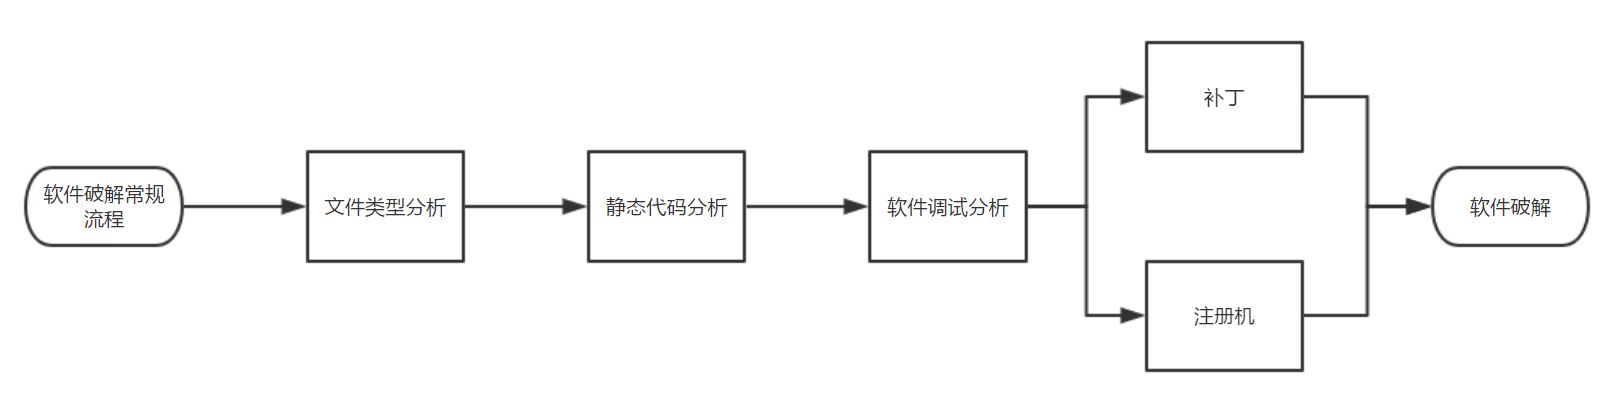 软件破解常规
流程
文件类型分析
静态代码分析
软件调试分析
补丁
注册机
软件破解